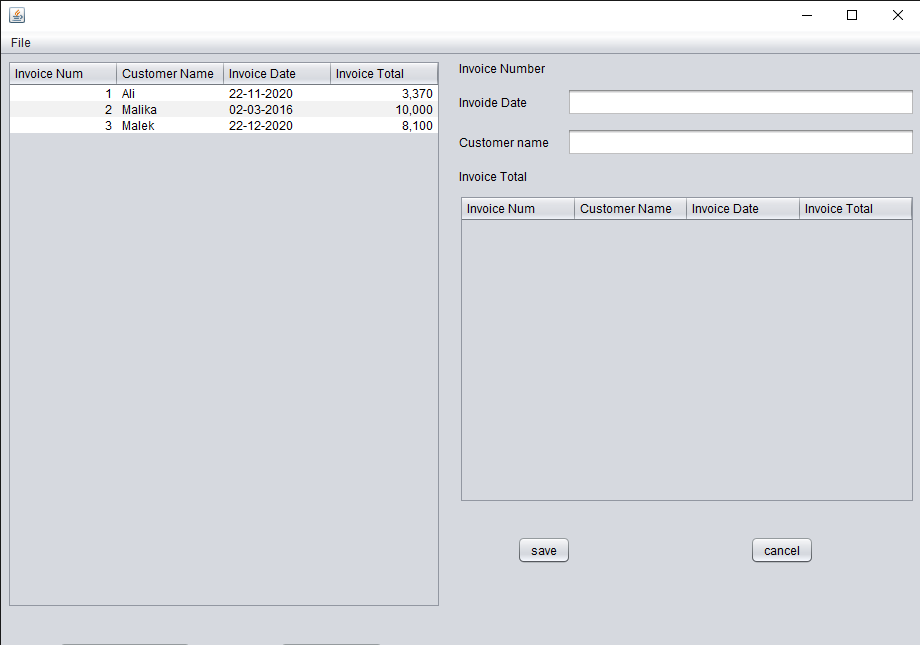 File
Invoice Num Customer Name Invoice Date Invoice Total
1 Ali 22-11-2020 3,370
2 Malika 02-03-2016 10,000
3 Malek 22-12-2020 8,100
Invoice Number
Invoide Date
Customer name
Invoice Total
Invoice Num Customer Name Invoice Date Invoice Total
save cancel